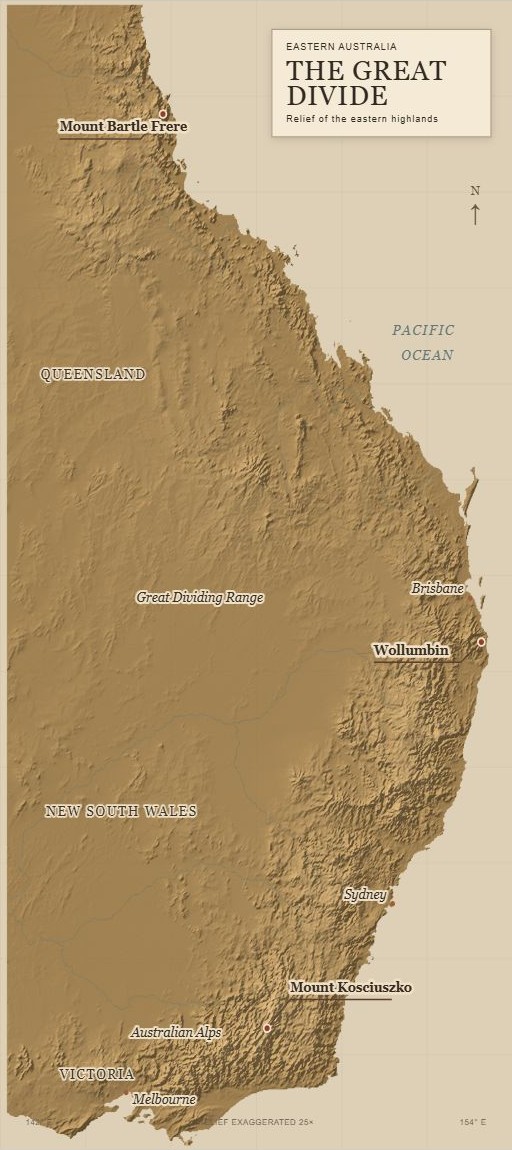 EASTERN AUSTRALIA
THE GREAT
DIVIDE
Relief of the eastern highlands
Mount Bartle Frere
N
PACIFIC
OCEAN
QUEENSLAND
Brisbane
Great Dividing Range
Wollumbin
NEW SOUTH WALES
Sydney
Mount Kosciuszko
Australian Alps
VICTORIA
Melbourne
EXAGGERATED 25×
154° E